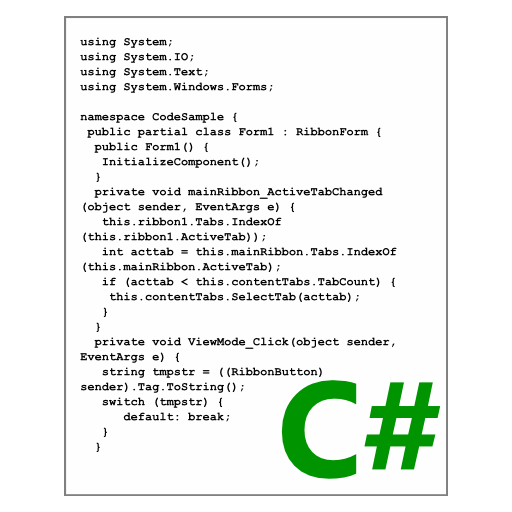 using System;
using System.IO;
using System.Text;
using System.Windows.Forms;

namespace CodeSample {
 public partial class Form1 : RibbonForm {
  public Form1() {
   InitializeComponent();
  }
  private void mainRibbon_ActiveTabChanged
(object sender, EventArgs e) {
   this.ribbon1.Tabs.IndexOf
(this.ribbon1.ActiveTab));
   int acttab = this.mainRibbon.Tabs.IndexOf
(this.mainRibbon.ActiveTab);
   if (acttab < this.contentTabs.TabCount) {
    this.contentTabs.SelectTab(acttab);
   }
  }
  private void ViewMode_Click(object sender,
EventArgs e) {
   string tmpstr = ((RibbonButton)
sender).Tag.ToString();
   switch (tmpstr) {
      default: break;
   }
  }
C#